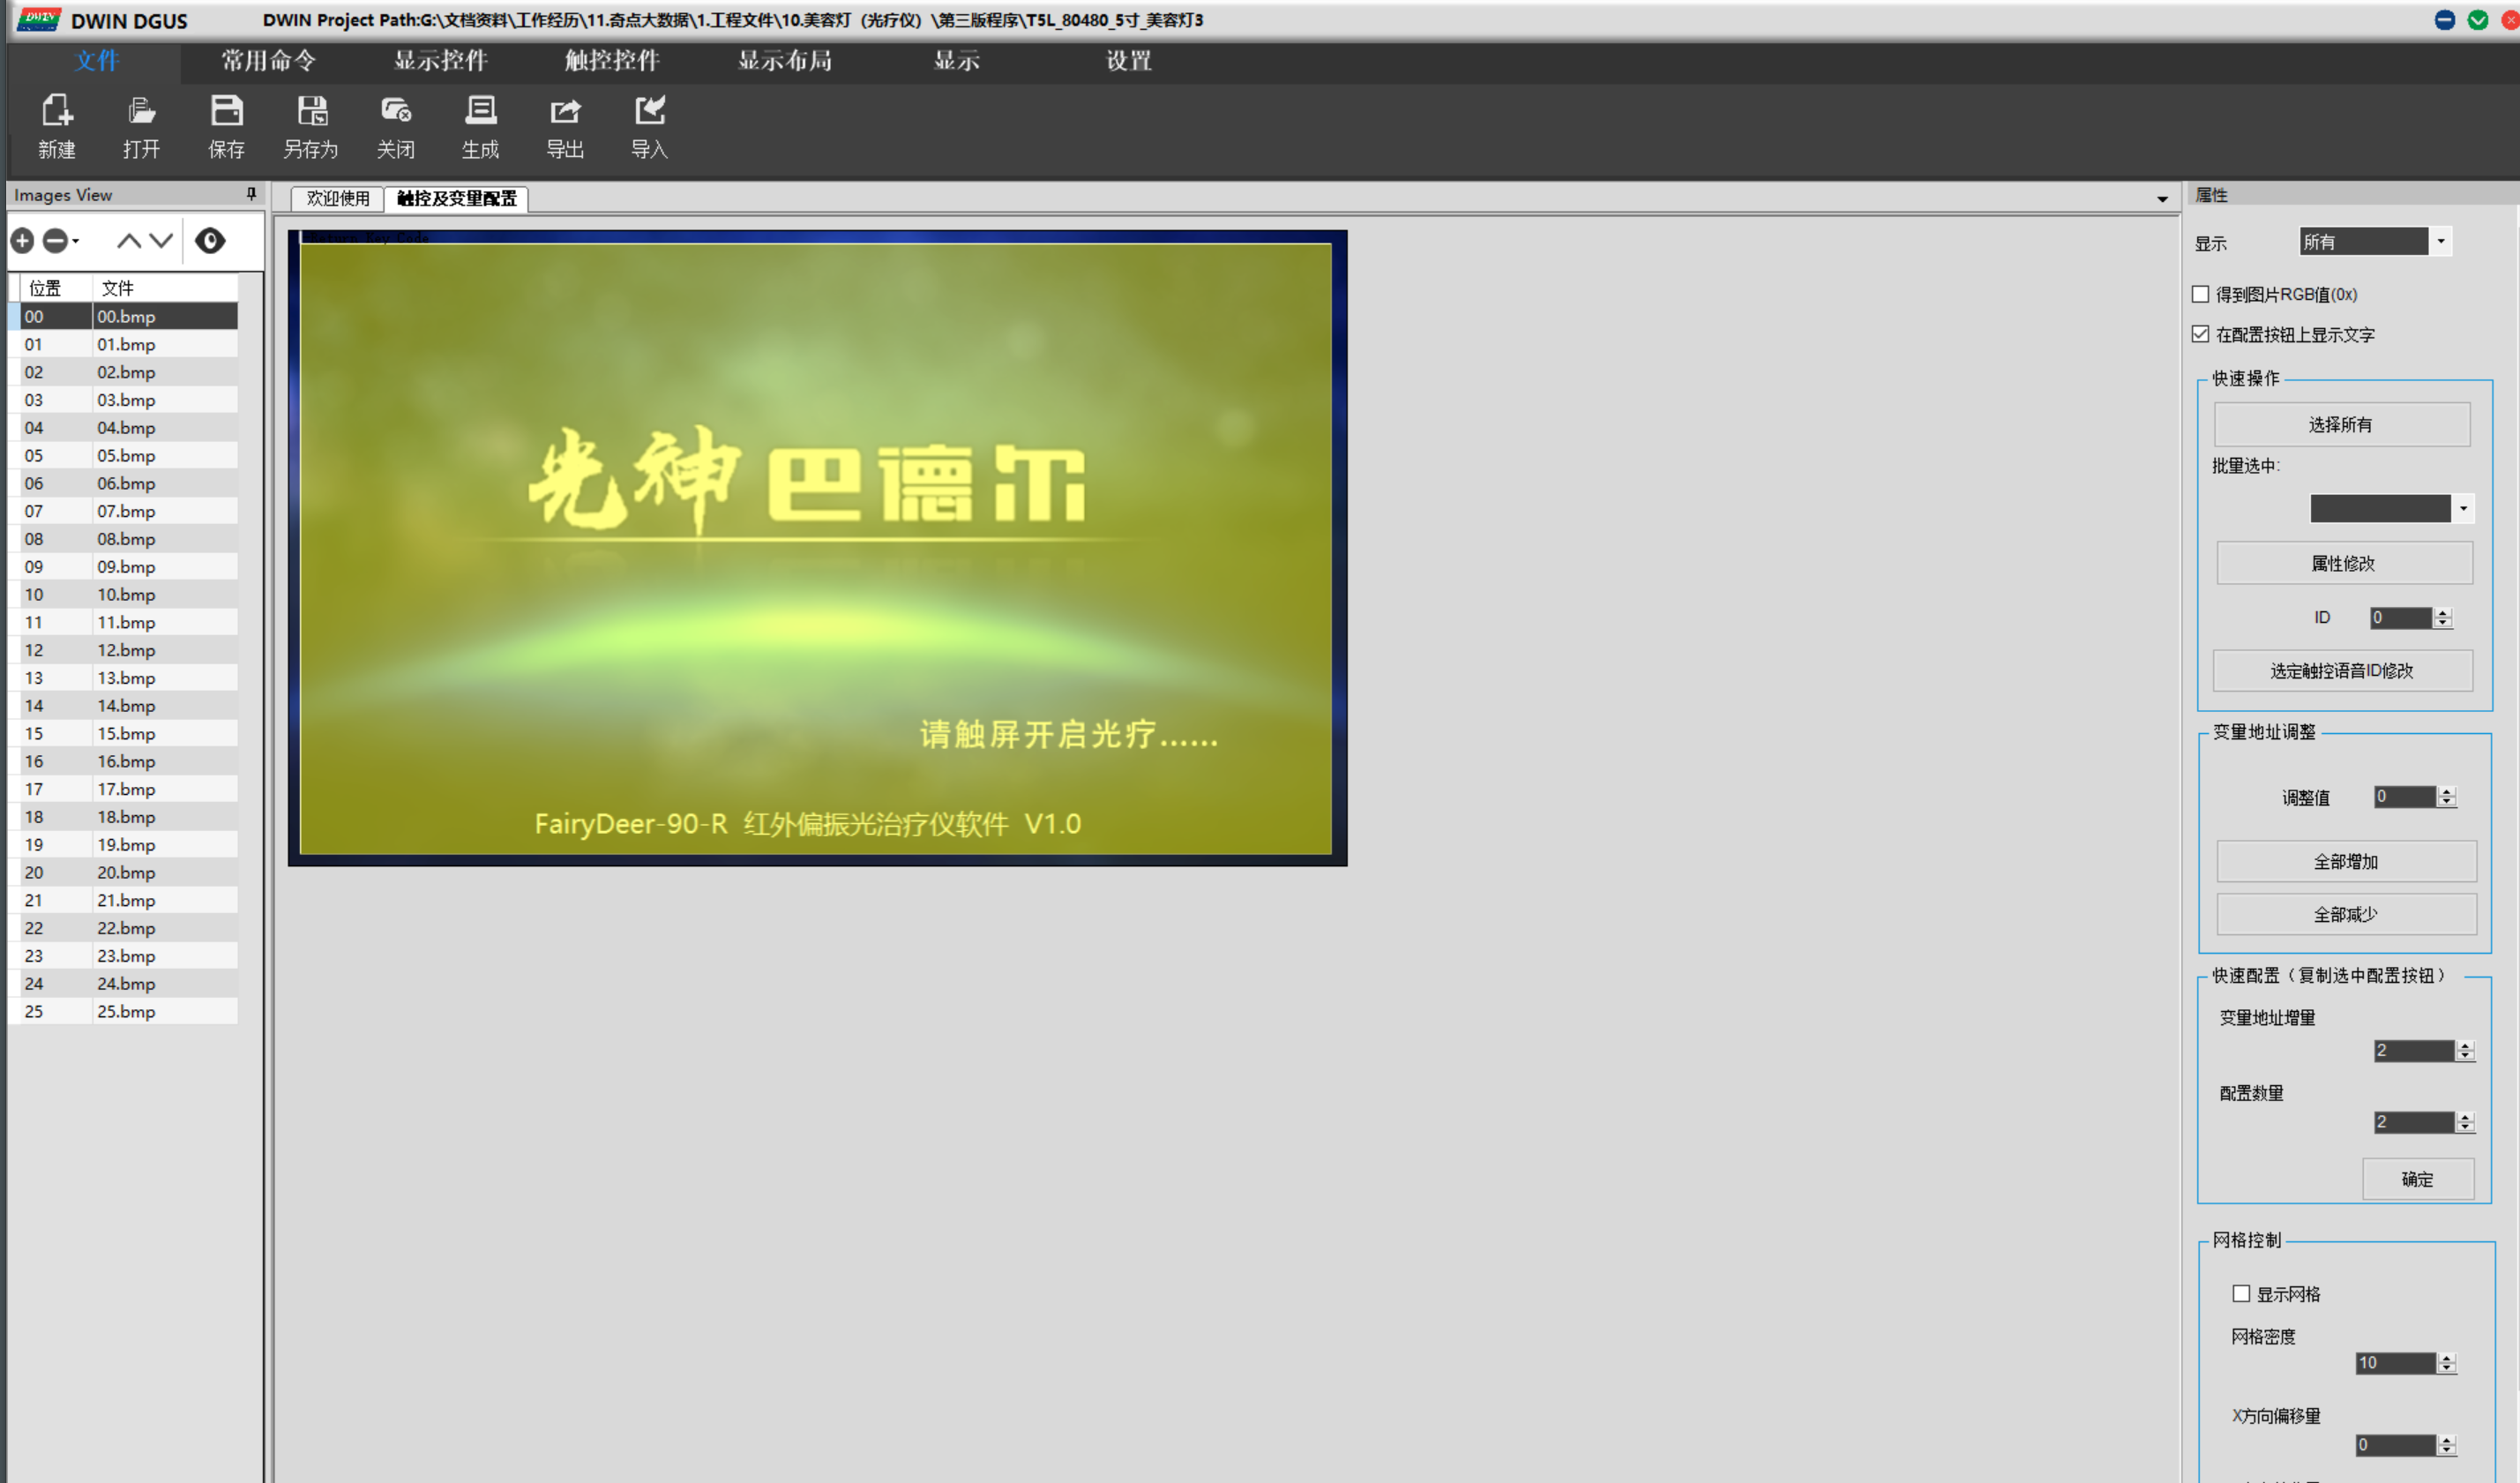 DWIN DGUS DWIN Project Path:G:\文档资料\工作经历\11.奇点大数据\1.工程文件\10.美容灯（光疗仪）\第三版程序\T5L_80480_5寸_美容灯3
文件 常用命令 显示控件 触控控件 显示布局 显示 设置
新建 打开 保存 另存为 关闭 生成 导出 导入
Images View
欢迎使用 触控及变量配置
位置 文件
00 00.bmp
01 01.bmp
02 02.bmp
03 03.bmp
04 04.bmp
05 05.bmp
06 06.bmp
07 07.bmp
08 08.bmp
09 09.bmp
10 10.bmp
11 11.bmp
12 12.bmp
13 13.bmp
14 14.bmp
15 15.bmp
16 16.bmp
17 17.bmp
18 18.bmp
19 19.bmp
20 20.bmp
21 21.bmp
22 22.bmp
23 23.bmp
24 24.bmp
25 25.bmp
Return Key Code
光神巴德尔
请触屏开启光疗......
FairyDeer-90-R 红外偏振光治疗仪软件 V1.0
属性
显示 所有
得到图片RGB值(0x)
在配置按钮上显示文字
快速操作
选择所有
批量选中:
属性修改
ID 0
选定触控语音ID修改
变量地址调整
调整值 0
全部增加
全部减少
快速配置（复制选中配置按钮）
变量地址增量
2
配置数量
2
确定
网格控制
显示网格
网格密度
10
X方向偏移量
0